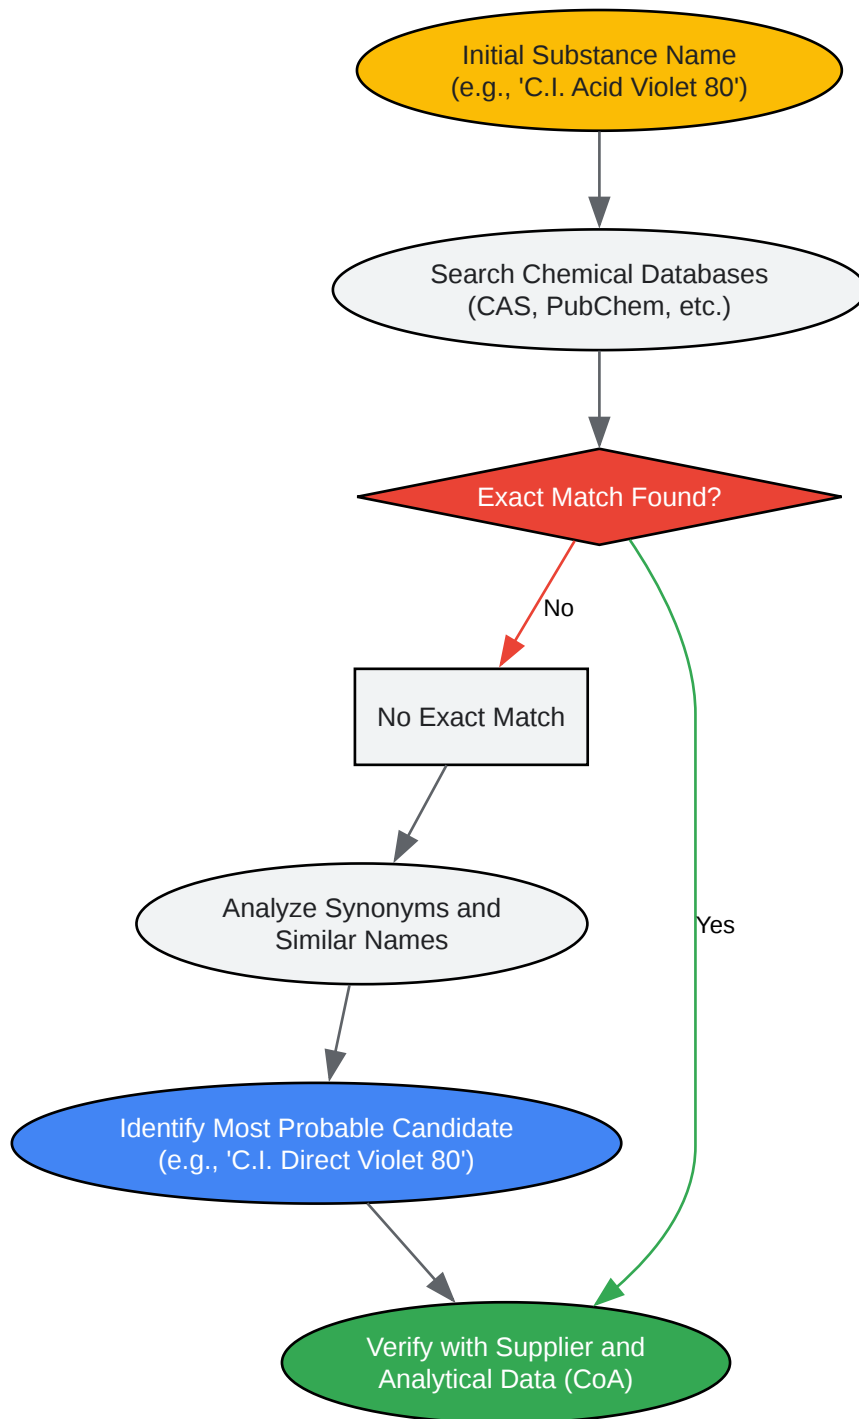 Initial Substance Name
(e.g., 'C.I. Acid Violet 80')
Search Chemical Databases
(CAS, PubChem, etc.)
Exact Match Found?
No
No Exact Match
Analyze Synonyms and
Similar Names
Yes
Identify Most Probable Candidate
(e.g., 'C.I. Direct Violet 80')
Verify with Supplier and
Analytical Data (CoA)